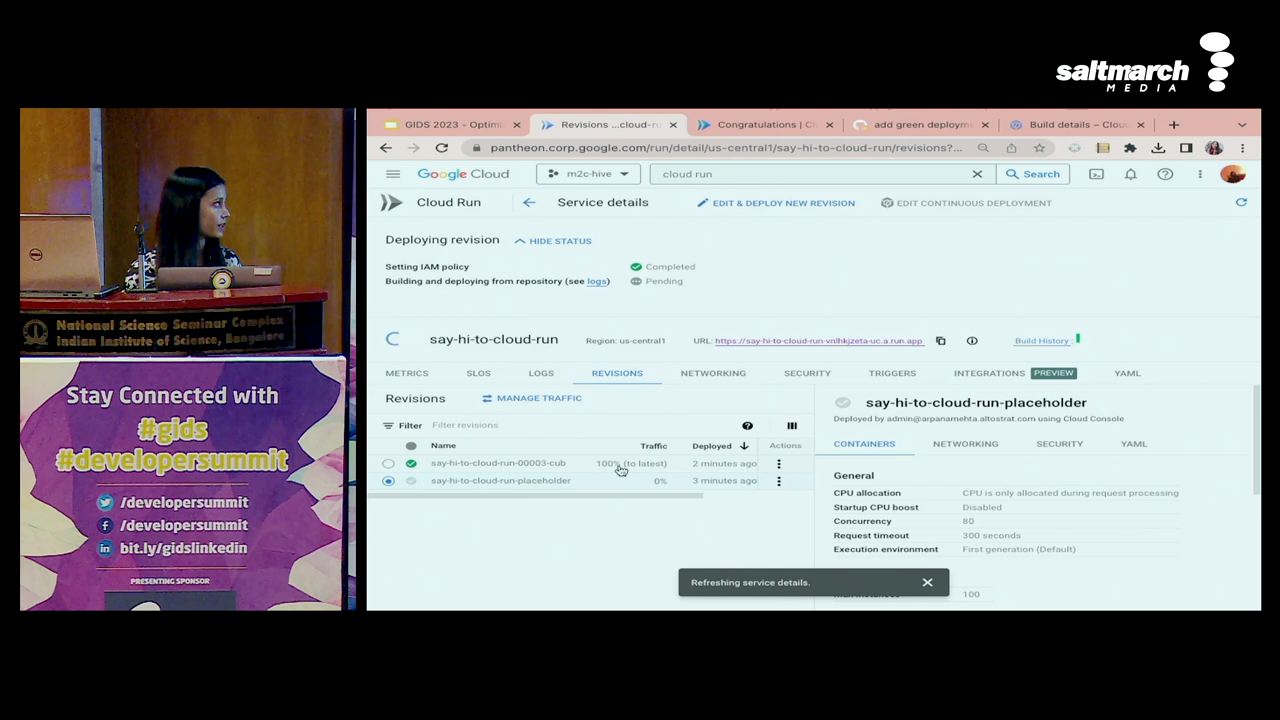 saltmarch
MEDIA
GIDS 2023 - Optimi
Revisions ...cloud-ru
Congratulations | Cl
add green deploym
Build details – Clou
pantheon.corp.google.com/run/detail/us-central1/say-hi-to-cloud-run/revisions?...
Google Cloud
m2c-hive
cloud run
Search
Cloud Run
Service details
EDIT & DEPLOY NEW REVISION
EDIT CONTINUOUS DEPLOYMENT
Deploying revision
HIDE STATUS
Setting IAM policy
Completed
Building and deploying from repository (see logs)
Pending
say-hi-to-cloud-run
Region: us-central1
URL: https://say-hi-to-cloud-run-vnlhkjzeta-uc.a.run.app
Build History
METRICS
SLOS
LOGS
REVISIONS
NETWORKING
SECURITY
TRIGGERS
INTEGRATIONS PREVIEW
YAML
Revisions
MANAGE TRAFFIC
Filter Filter revisions
Name
Traffic
Deployed
Actions
say-hi-to-cloud-run-00003-cub
100% (to latest)
2 minutes ago
say-hi-to-cloud-run-placeholder
0%
3 minutes ago
say-hi-to-cloud-run-placeholder
Deployed by admin@arpanamehta.altostrat.com using Cloud Console
CONTAINERS
NETWORKING
SECURITY
YAML
General
CPU allocation CPU is only allocated during request processing
Startup CPU boost Disabled
Concurrency 80
Request timeout 300 seconds
Execution environment First generation (Default)
100
Refreshing service details.
DELL
National Science Seminar Complex
Indian Institute of Science, Bangalore
Stay Connected with
#gids
#developersummit
/developersummit
/developersummit
bit.ly/gidslinkedin
PRESENTING SPONSOR